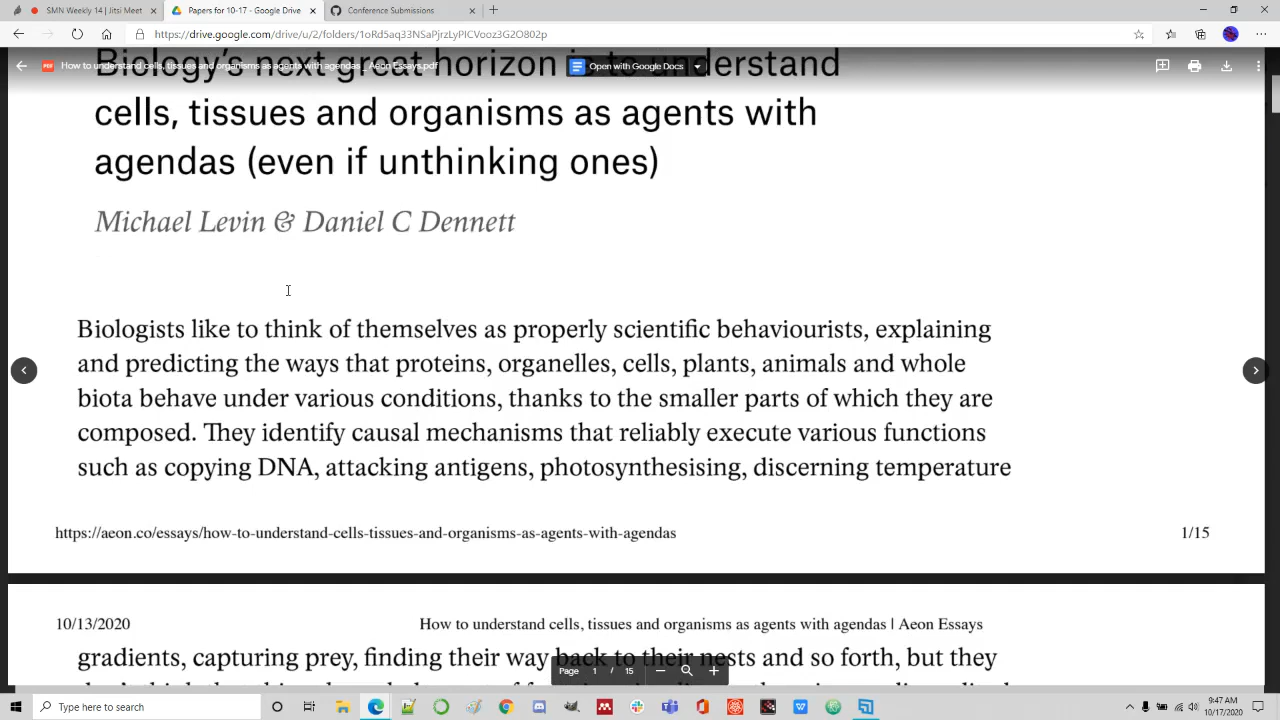 SMN Weekly 14 | Jitsi Meet
Papers for 10-17 - Google Drive
Conference Submissions
https://drive.google.com/drive/u/2/folders/1oRd5aq33NSaPjrzLyPICVooz3G2O8O2p
How to understand cells, tissues and organisms as agents with agendas _ Aeon Essays.pdf
Open with Google Docs
Biology's next great horizon is to understand
cells, tissues and organisms as agents with
agendas (even if unthinking ones)
Michael Levin & Daniel C Dennett
Biologists like to think of themselves as properly scientific behaviourists, explaining
and predicting the ways that proteins, organelles, cells, plants, animals and whole
biota behave under various conditions, thanks to the smaller parts of which they are
composed. They identify causal mechanisms that reliably execute various functions
such as copying DNA, attacking antigens, photosynthesising, discerning temperature
https://aeon.co/essays/how-to-understand-cells-tissues-and-organisms-as-agents-with-agendas 1/15
10/13/2020 How to understand cells, tissues and organisms as agents with agendas | Aeon Essays
gradients, capturing prey, finding their way back to their nests and so forth, but they
Page 1 / 15
Type here to search
9:47 AM
10/17/2020